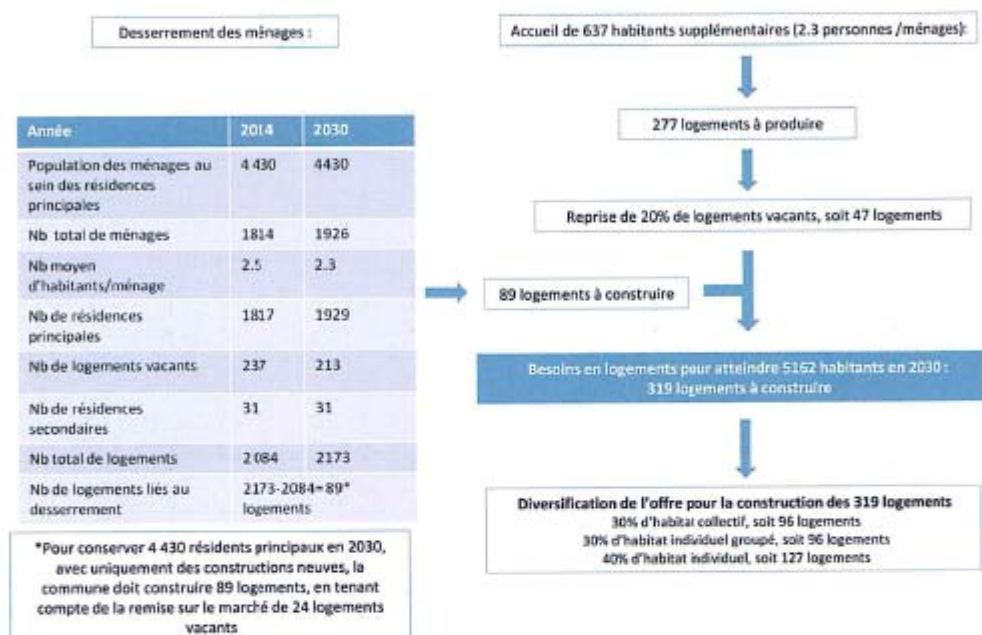 Desserrement des ménages :
Année 2014 2030
Population des ménages au
sein des résidences
principales
4 430 4430
Nb total de ménages 1814 1926
Nb moyen
d'habitants/ménage
2.5 2.3
Nb de résidences
principales
1817 1929
Nb de logements vacants 237 213
Nb de résidences
secondaires
31 31
Nb total de logements 2 084 2173
Nb de logements liés au
desserrement
2173-2084=89*
logements
*Pour conserver 4 430 résidents principaux en 2030,
avec uniquement des constructions neuves, la
commune doit construire 89 logements, en tenant
compte de la remise sur le marché de 24 logements
vacants
Accueil de 637 habitants supplémentaires (2.3 personnes /ménages):
277 logements à produire
Reprise de 20% de logements vacants, soit 47 logements
89 logements à construire
Besoins en logements pour atteindre 5162 habitants en 2030 :
319 logements à construire
Diversification de l'offre pour la construction des 319 logements
30% d'habitat collectif, soit 96 logements
30% d'habitat individuel groupé, soit 96 logements
40% d'habitat individuel, soit 127 logements